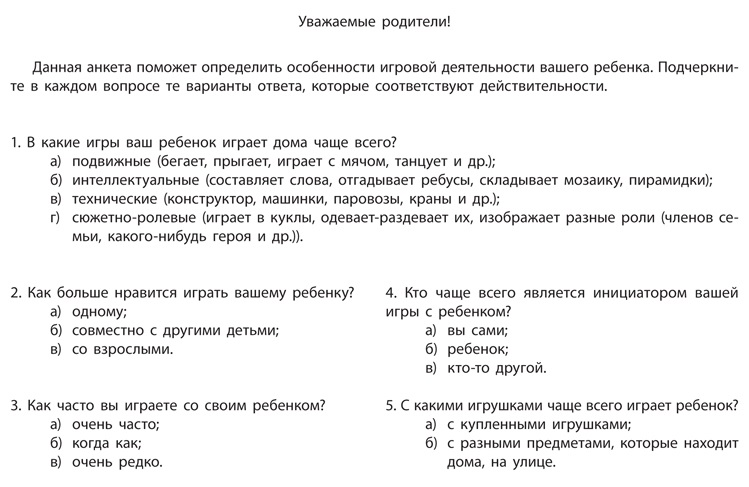 Уважаемые родители!
Данная анкета поможет определить особенности игровой деятельности вашего ребенка. Подчеркни-
те в каждом вопросе те варианты ответа, которые соответствуют действительности.
1. В какие игры ваш ребенок играет дома чаще всего?
а) подвижные (бегает, прыгает, играет с мячом, танцует и др.);
б) интеллектуальные (составляет слова, отгадывает ребусы, складывает мозаику, пирамидки);
в) технические (конструктор, машинки, паровозы, краны и др.);
г) сюжетно-ролевые (играет в куклы, одевает-раздевает их, изображает разные роли (членов се-
мьи, какого-нибудь героя и др.)).
2. Как больше нравится играть вашему ребенку?
а) одному;
б) совместно с другими детьми;
в) со взрослыми.
3. Как часто вы играете со своим ребенком?
а) очень часто;
б) когда как;
в) очень редко.
4. Кто чаще всего является инициатором вашей
игры с ребенком?
а) вы сами;
б) ребенок;
в) кто-то другой.
5. С какими игрушками чаще всего играет ребенок?
а) с купленными игрушками;
б) с разными предметами, которые находит
дома, на улице.